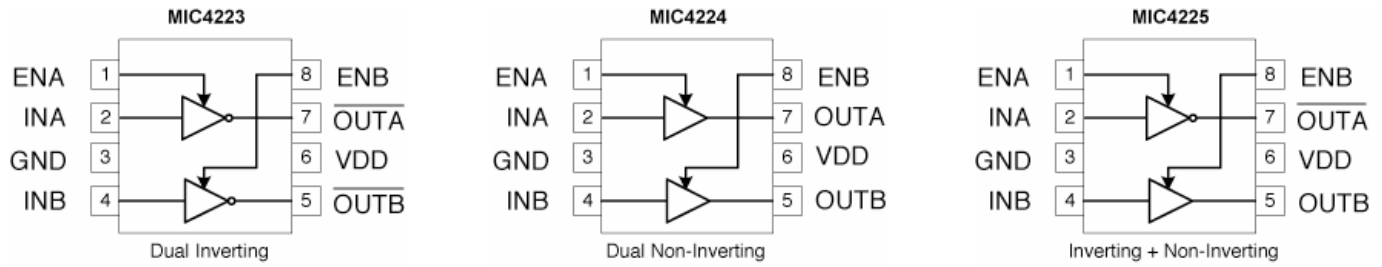 MIC4223
ENA 1 8 ENB
INA 2 7 OUTA
GND 3 6 VDD
INB 4 5 OUTB
Dual Inverting
MIC4224
ENA 1 8 ENB
INA 2 7 OUTA
GND 3 6 VDD
INB 4 5 OUTB
Dual Non-Inverting
MIC4225
ENA 1 8 ENB
INA 2 7 OUTA
GND 3 6 VDD
INB 4 5 OUTB
Inverting + Non-Inverting